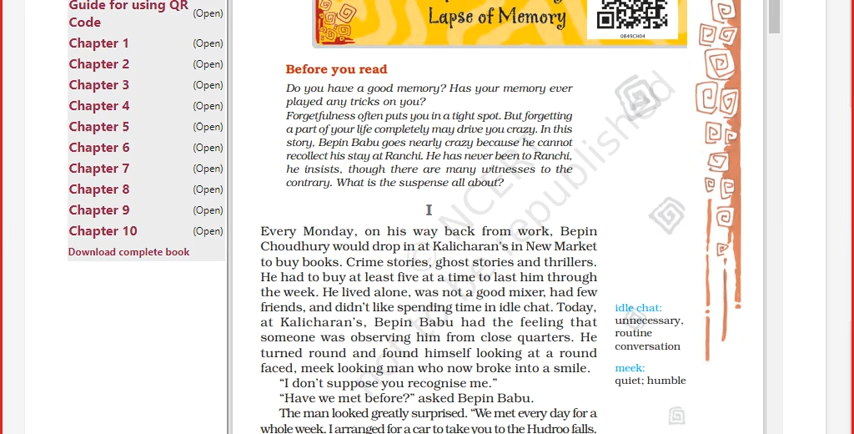 Guide for using QR
Code
(Open)
Chapter 1 (Open)
Chapter 2 (Open)
Chapter 3 (Open)
Chapter 4 (Open)
Chapter 5 (Open)
Chapter 6 (Open)
Chapter 7 (Open)
Chapter 8 (Open)
Chapter 9 (Open)
Chapter 10 (Open)
Download complete book
Lapse of Memory
0849CH04
Before you read
Do you have a good memory? Has your memory ever
played any tricks on you?
Forgetfulness often puts you in a tight spot. But forgetting
a part of your life completely may drive you crazy. In this
story, Bepin Babu goes nearly crazy because he cannot
recollect his stay at Ranchi. He has never been to Ranchi,
he insists, though there are many witnesses to the
contrary. What is the suspense all about?
I
Every Monday, on his way back from work, Bepin
Choudhury would drop in at Kalicharan's in New Market
to buy books. Crime stories, ghost stories and thrillers.
He had to buy at least five at a time to last him through
the week. He lived alone, was not a good mixer, had few
friends, and didn't like spending time in idle chat. Today,
at Kalicharan's, Bepin Babu had the feeling that
someone was observing him from close quarters. He
turned round and found himself looking at a round
faced, meek looking man who now broke into a smile.
"I don't suppose you recognise me."
"Have we met before?" asked Bepin Babu.
The man looked greatly surprised. "We met every day for a
whole week. I arranged for a car to take you to the Hudroo falls.
idle chat:
unnecessary,
routine
conversation
meek:
quiet; humble
© NCERT
not to be republished